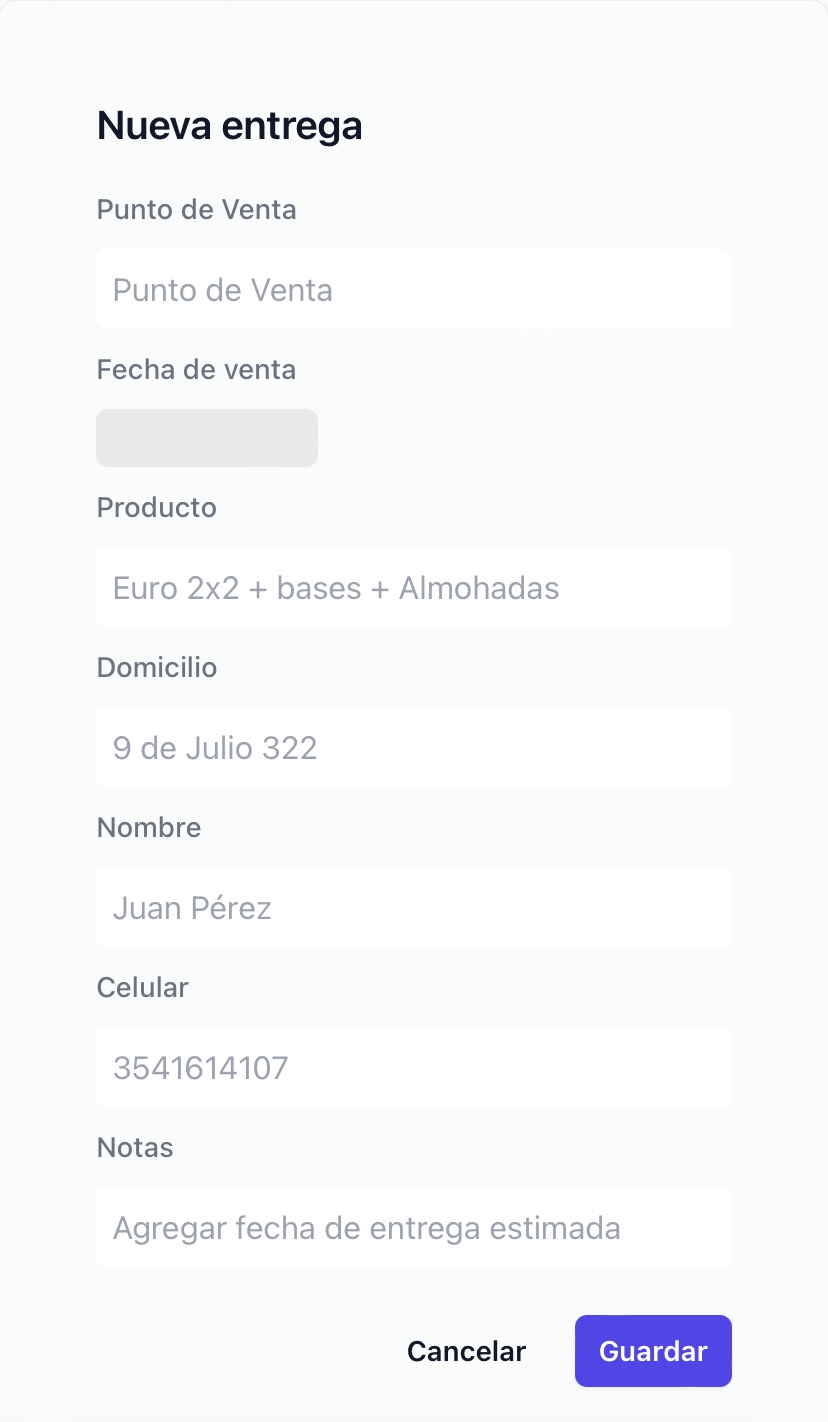 Nueva entrega
Punto de Venta
Punto de Venta
Fecha de venta
Producto
Euro 2x2 + bases + Almohadas
Domicilio
9 de Julio 322
Nombre
Juan Pérez
Celular
3541614107
Notas
Agregar fecha de entrega estimada
Cancelar Guardar